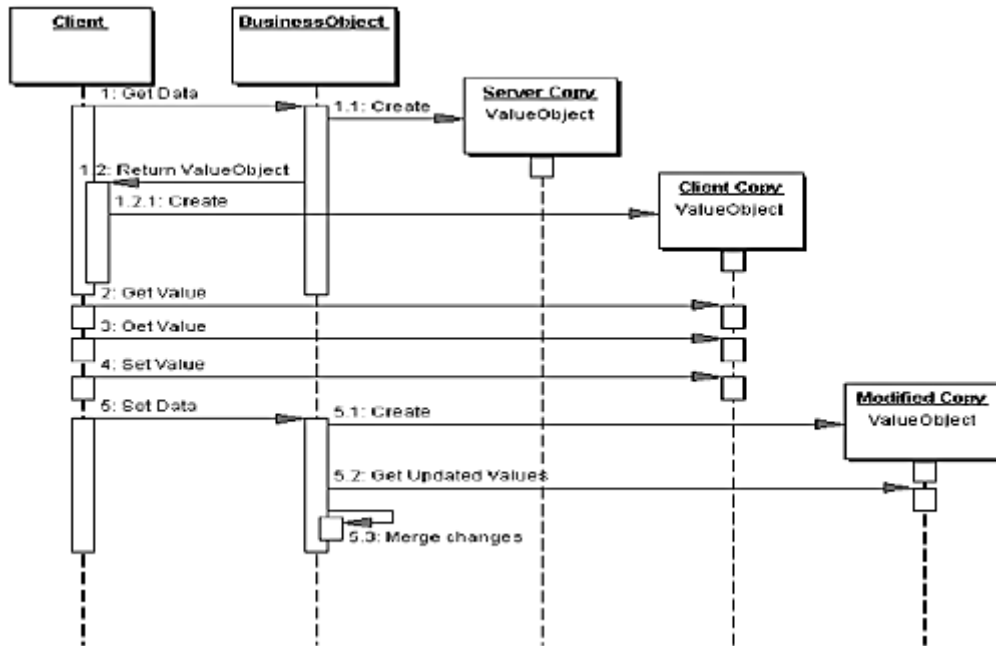 Client
BusinessObject
Server Copy
ValueObject
1: Get Data
1.1: Create
1.2: Return ValueObject
Client Copy
ValueObject
1.2.1: Create
2: Get Value
3: Get Value
4: Set Value
5: Set Data
5.1: Create
Modified Copy
ValueObject
5.2: Get Updated Values
5.3: Merge changes